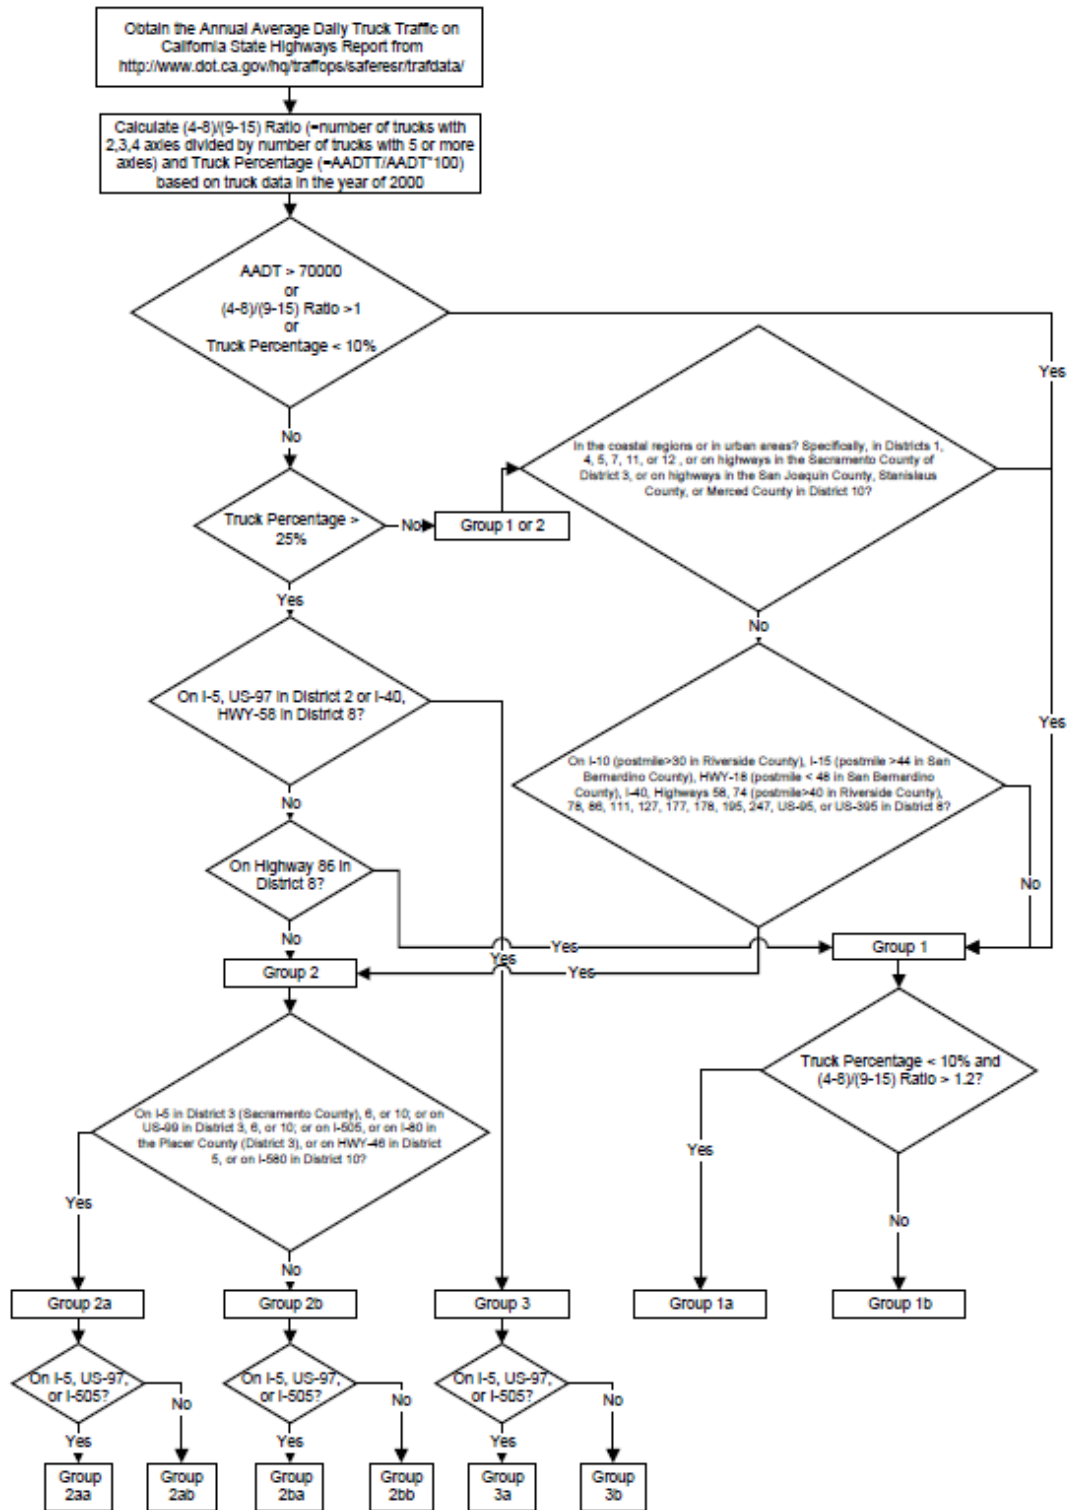 Obtain the Annual Average Daily Truck Traffic on
California State Highways Report from
http://www.dot.ca.gov/hq/traffops/saferesr/trafdata/
Calculate (4-8)/(9-15) Ratio (=number of trucks with
2,3,4 axles divided by number of trucks with 5 or more
axles) and Truck Percentage (=AADTT/AADT*100)
based on truck data in the year of 2000
AADT > 70000
or
(4-8)/(9-15) Ratio >1
or
Truck Percentage < 10%
Yes
No
In the coastal regions or in urban areas? Specifically, in Districts 1,
4, 5, 7, 11, or 12 , or on highways in the Sacramento County of
District 3, or on highways in the San Joaquin County, Stanislaus
County, or Merced County in District 10?
Truck Percentage >
25%
No
Group 1 or 2
Yes
No
On I-5, US-97 in District 2 or I-40,
HWY-58 in District 8?
Yes
On I-10 (postmile>30 in Riverside County), I-15 (postmile >44 in San
Bernardino County), HWY-18 (postmile < 48 in San Bernardino
County), I-40, Highways 58, 74 (postmile>40 in Riverside County),
78, 86, 111, 127, 177, 178, 195, 247, US-95, or US-395 in District 8?
No
On Highway 86 in
District 8?
No
No
Yes
Group 1
Yes
Group 2
Yes
Truck Percentage < 10% and
(4-8)/(9-15) Ratio > 1.2?
On I-5 in District 3 (Sacramento County), 6, or 10; or on
US-99 in District 3, 6, or 10; or on I-505, or on I-80 in
the Placer County (District 3), or on HWY-46 in District
5, or on I-580 in District 10?
Yes
Yes
No
No
Group 2a
Group 2b
Group 3
Group 1a
Group 1b
On I-5, US-97,
or I-505?
No
Yes
On I-5, US-97,
or I-505?
No
Yes
On I-5, US-97,
or I-505?
No
Yes
Group
2aa
Group
2ab
Group
2ba
Group
2bb
Group
3a
Group
3b